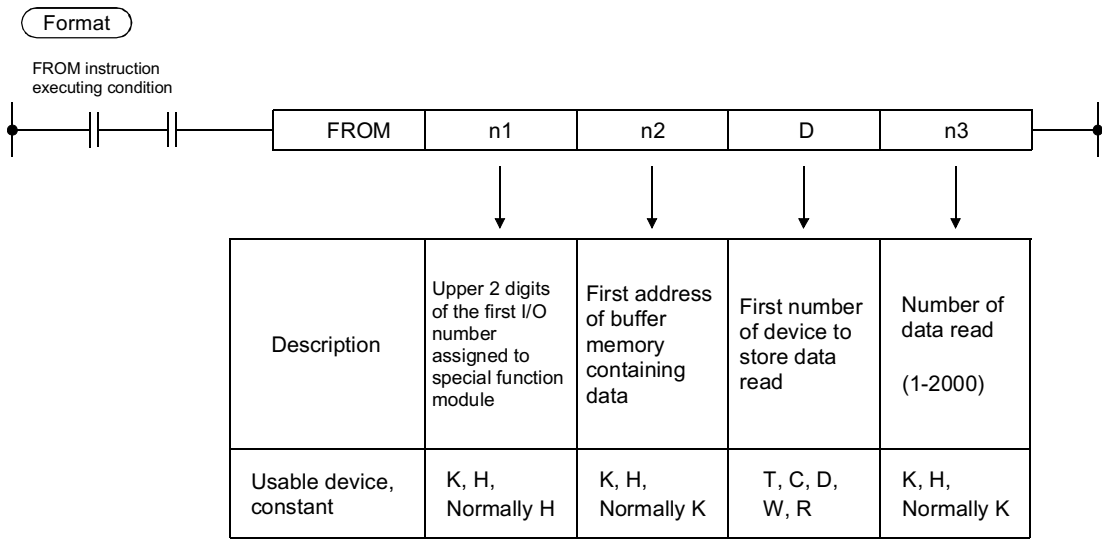 Format
FROM instruction
executing condition
FROM n1 n2 D n3
Description
Upper 2 digits
of the first I/O
number
assigned to
special function
module
First address
of buffer
memory
containing
data
First number
of device to
store data
read
Number of
data read
(1-2000)
Usable device,
constant
K, H,
Normally H
K, H,
Normally K
T, C, D,
W, R
K, H,
Normally K